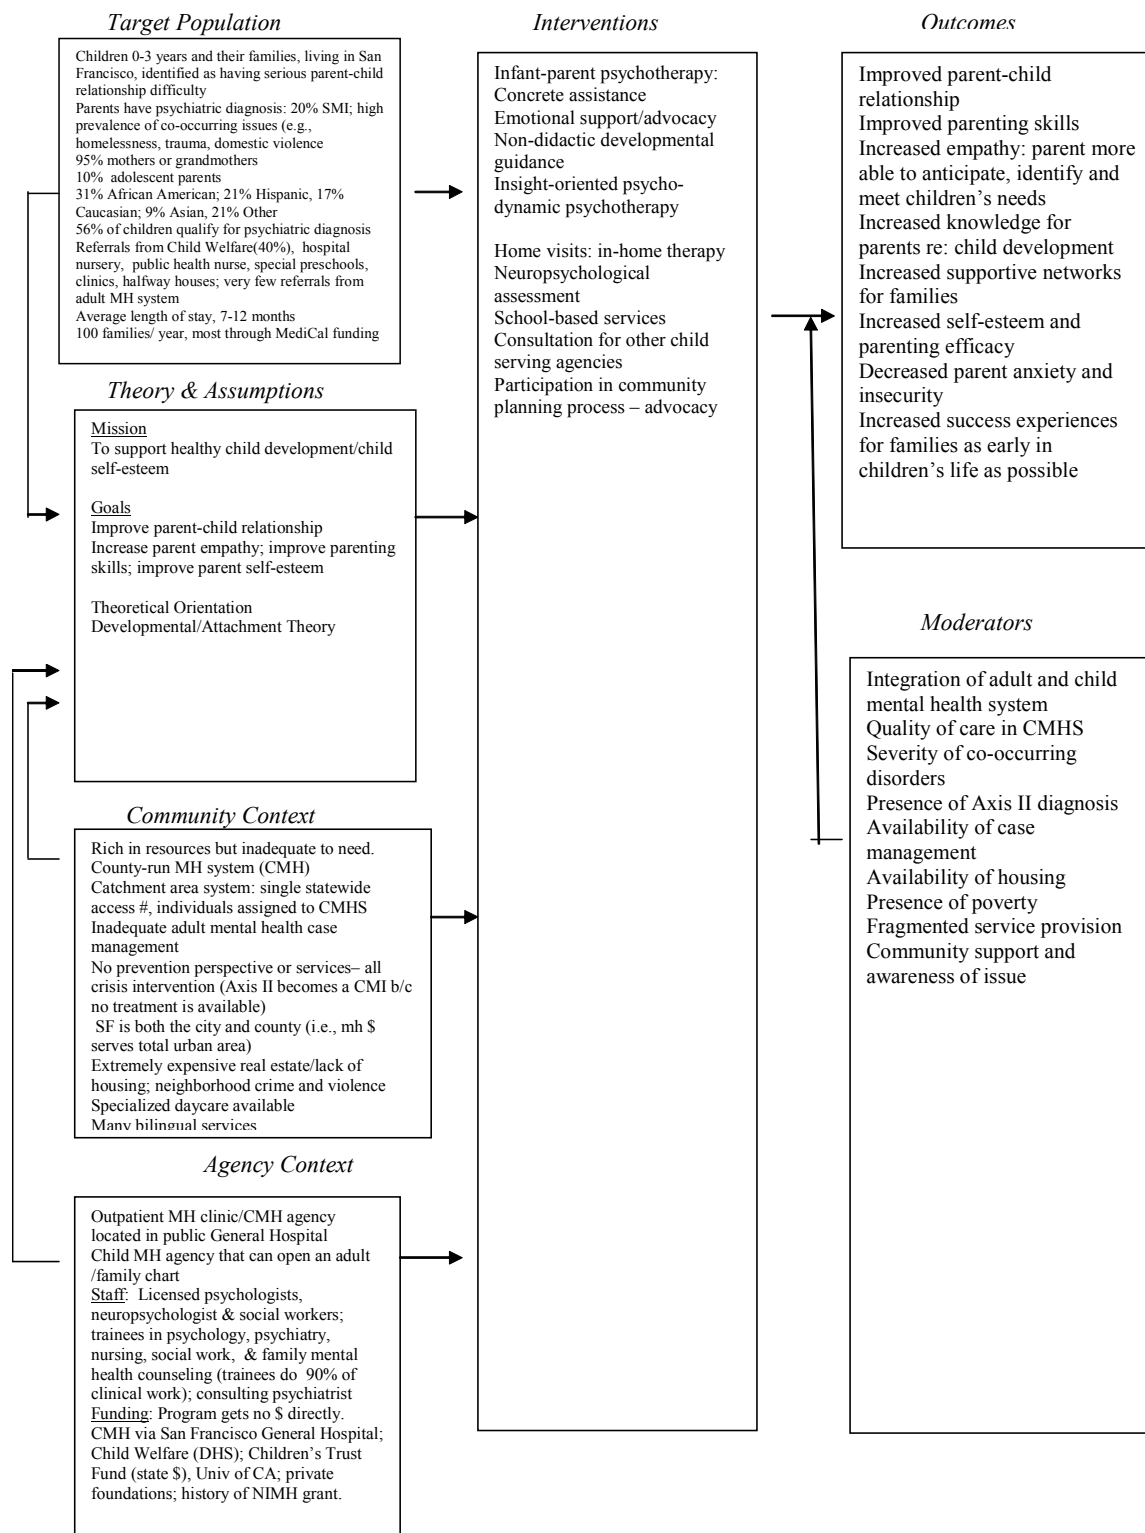 Target Population
Children 0-3 years and their families, living in San
Francisco, identified as having serious parent-child
relationship difficulty
Parents have psychiatric diagnosis: 20% SMI; high
prevalence of co-occurring issues (e.g.,
homelessness, trauma, domestic violence
95% mothers or grandmothers
10%  adolescent parents
31% African American; 21% Hispanic, 17%
Caucasian; 9% Asian, 21% Other
56% of children qualify for psychiatric diagnosis
Referrals from Child Welfare(40%),  hospital
nursery,  public health nurse, special preschools,
clinics, halfway houses; very few referrals from
adult MH system
Average length of stay, 7-12 months
100 families/ year, most through MediCal funding
Theory & Assumptions
Mission
To support healthy child development/child
self-esteem
Goals
Improve parent-child relationship
Increase parent empathy; improve parenting
skills; improve parent self-esteem
Theoretical Orientation
Developmental/Attachment Theory
Community Context
Rich in resources but inadequate to need.
County-run MH system (CMH)
Catchment area system: single statewide
access #, individuals assigned to CMHS
Inadequate adult mental health case
management
No prevention perspective or services– all
crisis intervention (Axis II becomes a CMI b/c
no treatment is available)
SF is both the city and county (i.e., mh $
serves total urban area)
Extremely expensive real estate/lack of
housing; neighborhood crime and violence
Specialized daycare available
Many bilingual services
Agency Context
Outpatient MH clinic/CMH agency
located in public General Hospital
Child MH agency that can open an adult
/family chart
Staff:  Licensed psychologists,
neuropsychologist & social workers;
trainees in psychology, psychiatry,
nursing, social work,  & family mental
health counseling (trainees do  90% of
clinical work); consulting psychiatrist
Funding: Program gets no $ directly.
CMH via San Francisco General Hospital;
Child Welfare (DHS); Children's Trust
Fund (state $), Univ of CA; private
foundations; history of NIMH grant.
Interventions
Infant-parent psychotherapy:
Concrete assistance
Emotional support/advocacy
Non-didactic developmental
guidance
Insight-oriented psycho-
dynamic psychotherapy
Home visits: in-home therapy
Neuropsychological
assessment
School-based services
Consultation for other child
serving agencies
Participation in community
planning process – advocacy
Outcomes
Improved parent-child
relationship
Improved parenting skills
Increased empathy: parent more
able to anticipate, identify and
meet children's needs
Increased knowledge for
parents re: child development
Increased supportive networks
for families
Increased self-esteem and
parenting efficacy
Decreased parent anxiety and
insecurity
Increased success experiences
for families as early in
children's life as possible
Moderators
Integration of adult and child
mental health system
Quality of care in CMHS
Severity of co-occurring
disorders
Presence of Axis II diagnosis
Availability of case
management
Availability of housing
Presence of poverty
Fragmented service provision
Community support and
awareness of issue